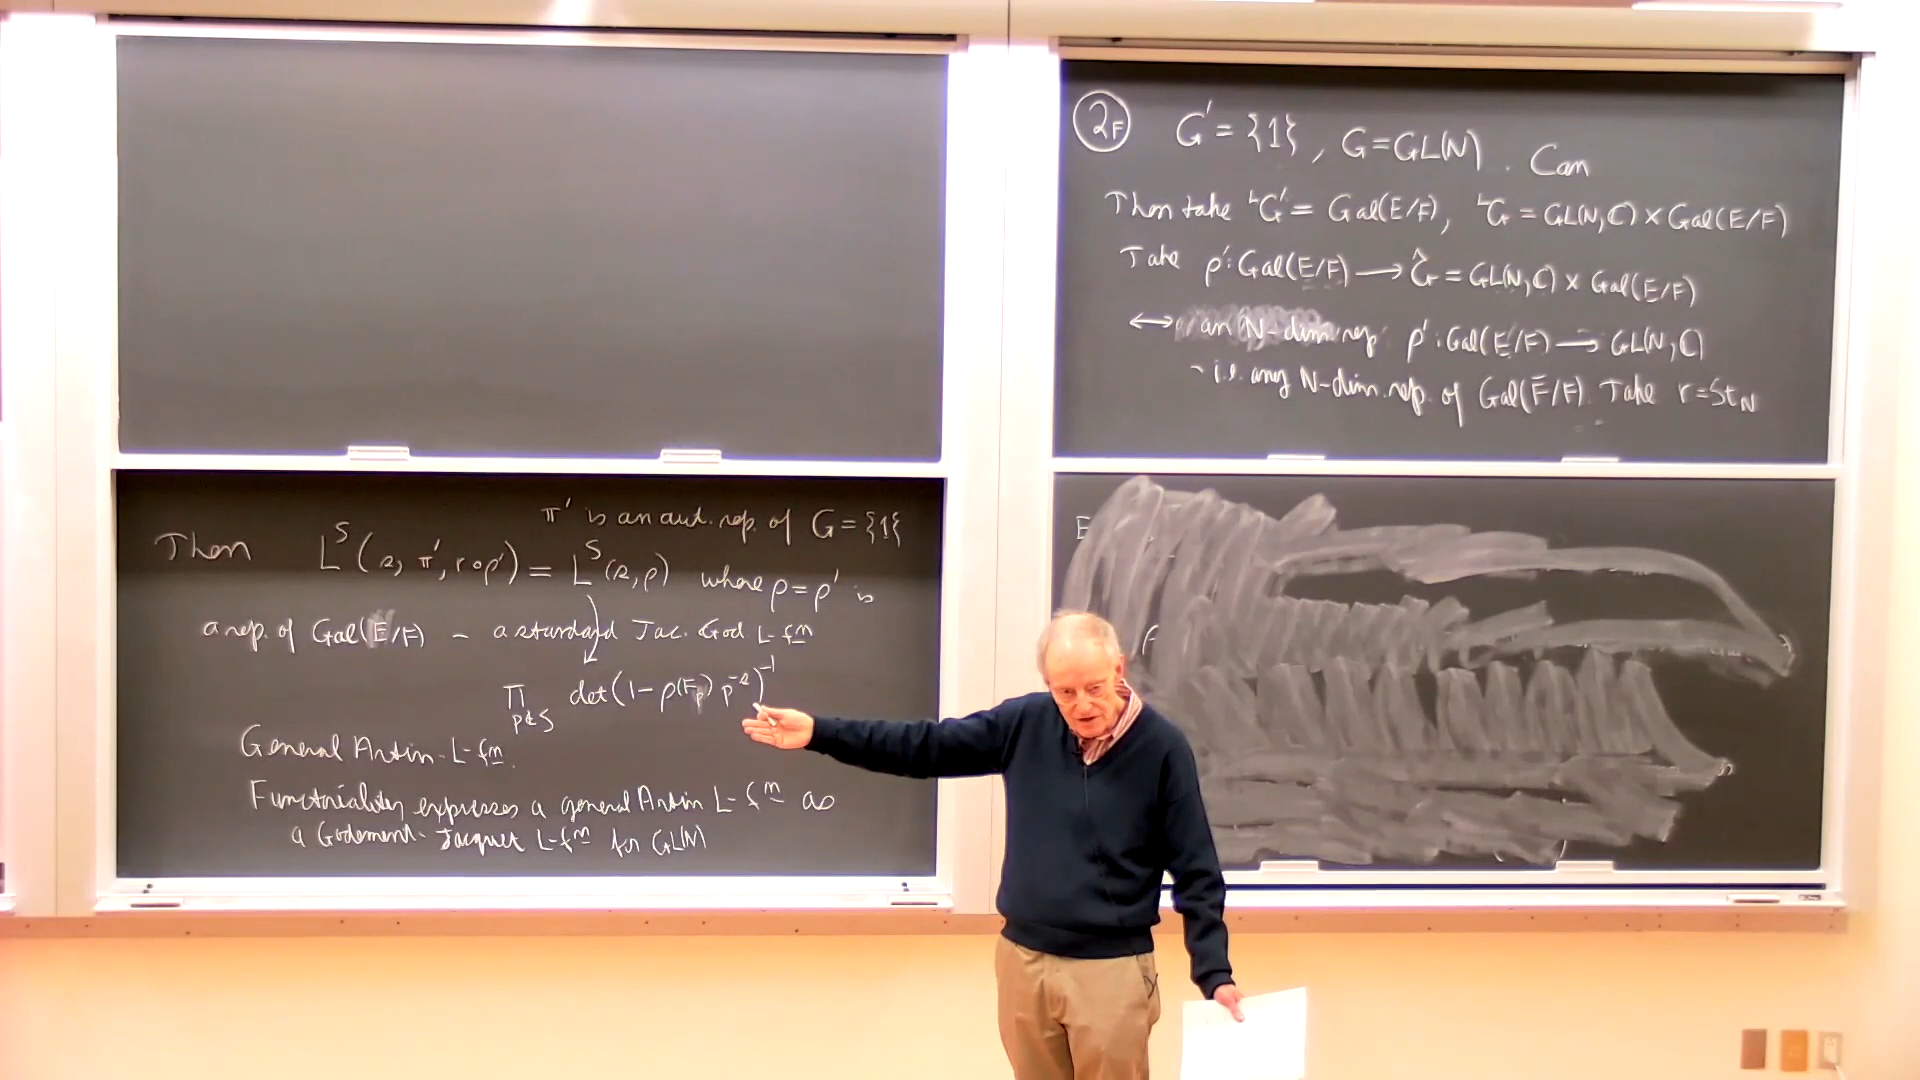 2F G' = {1}, G = GL(N). Can
Then take ᴸG' = Gal(E/F), ᴸG = GL(N,C) × Gal(E/F)
Take ρ': Gal(E/F) → Ĝ = GL(N,C) × Gal(E/F)
↔ an N-dim rep. ρ': Gal(E/F) → GL(N,C)
- i.e. any N-dim. rep. of Gal(F̄/F). Take r = St_N
π' is an aut. rep. of G = {1}
Then L^S(s, π', r∘ρ') = L^S(s, ρ) where ρ = ρ' is
a rep. of Gal(E/F) - a standard Jac. God L-fn
∏_{p∉S} det(1 - ρ(F_p) p^{-s})^{-1}
General Artin L-fn.
Functoriality expresses a general Artin L-fn as
a Godement-Jacquet L-fn for GL(N)
E